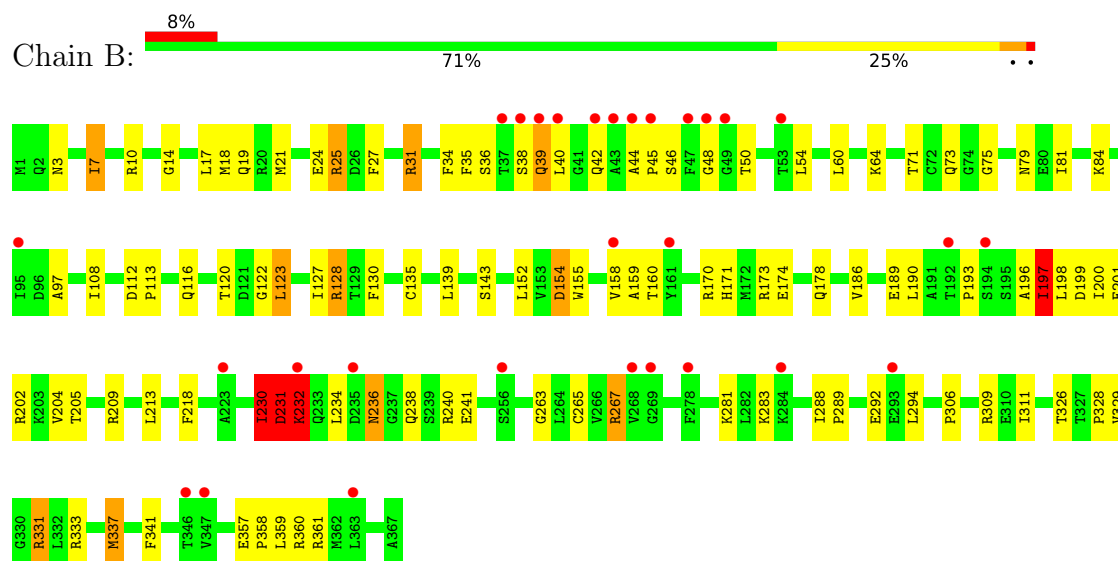 8%
Chain B:
71% 25% • •
M1 Q2 N3 I7 R10 G14 L17 M18 Q19 R20 M21 E24 R25 D26 F27 R31 F34 F35 S36 T37 S38 Q39 L40 G41 Q42 A43 A44 P45 S46 F47 G48 G49 T50 T53 L54 L60 K64 T71 C72 Q73 G74 G75 N79 E80 I81 K84
I95 D96 A97 I108 D112 P113 Q116 T120 D121 G122 L123 I127 R128 T129 F130 C135 L139 S143 L152 V153 D154 W155 V158 A159 T160 Y161 R170 H171 M172 R173 E174 Q178 V186 E189 L190 A191 T192 P193 S194 S195 A196 I197 L198 D199 I200
R202 K203 V204 T205 R209 L213 F218 A223 I230 D231 K232 Q233 L234 D235 N236 G237 Q238 S239 R240 E241 S256 G263 L264 C265 V266 R267 V268 G269 F278 K281 L282 K283 K284 I288 P289 E292 E293 L294 P306 R309 E310 I311 T326 T327 P328
G330 R331 L332 R333 M337 F341 T346 V347 E357 P358 L359 R360 R361 M362 L363 A367